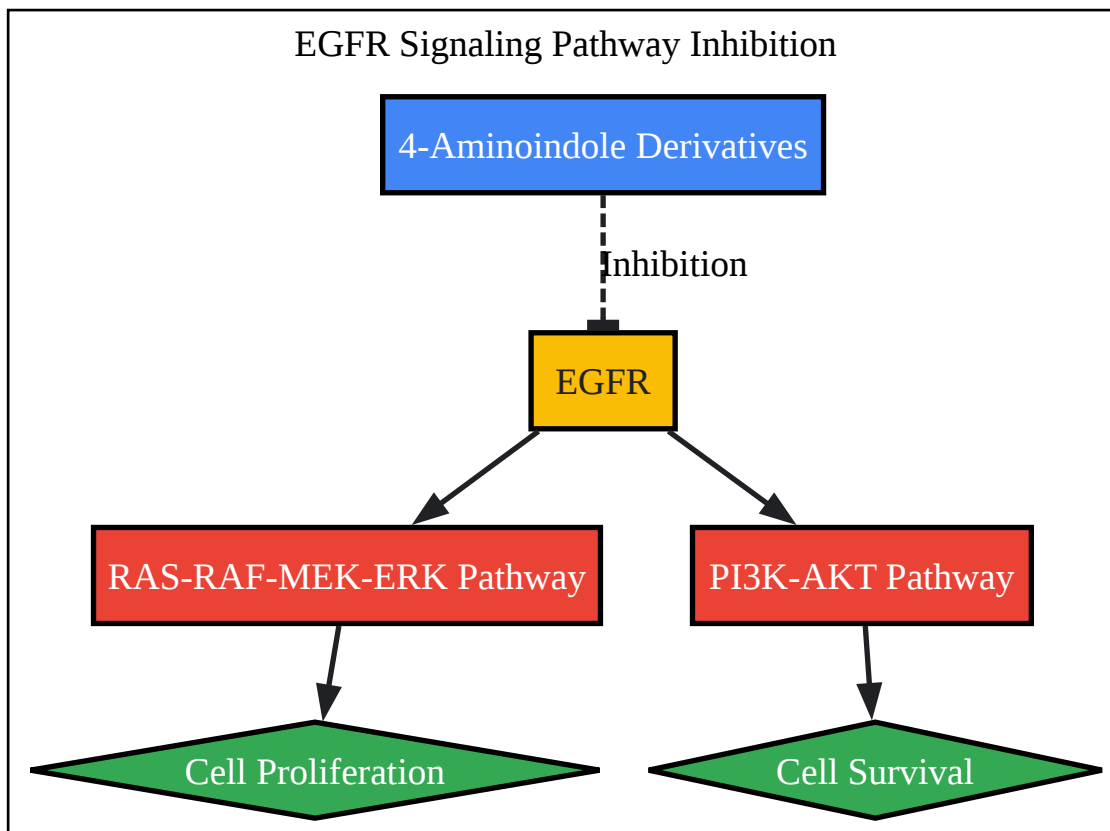 EGFR Signaling Pathway Inhibition
4-Aminoindole Derivatives
Inhibition
EGFR
RAS-RAF-MEK-ERK Pathway
PI3K-AKT Pathway
Cell Proliferation
Cell Survival